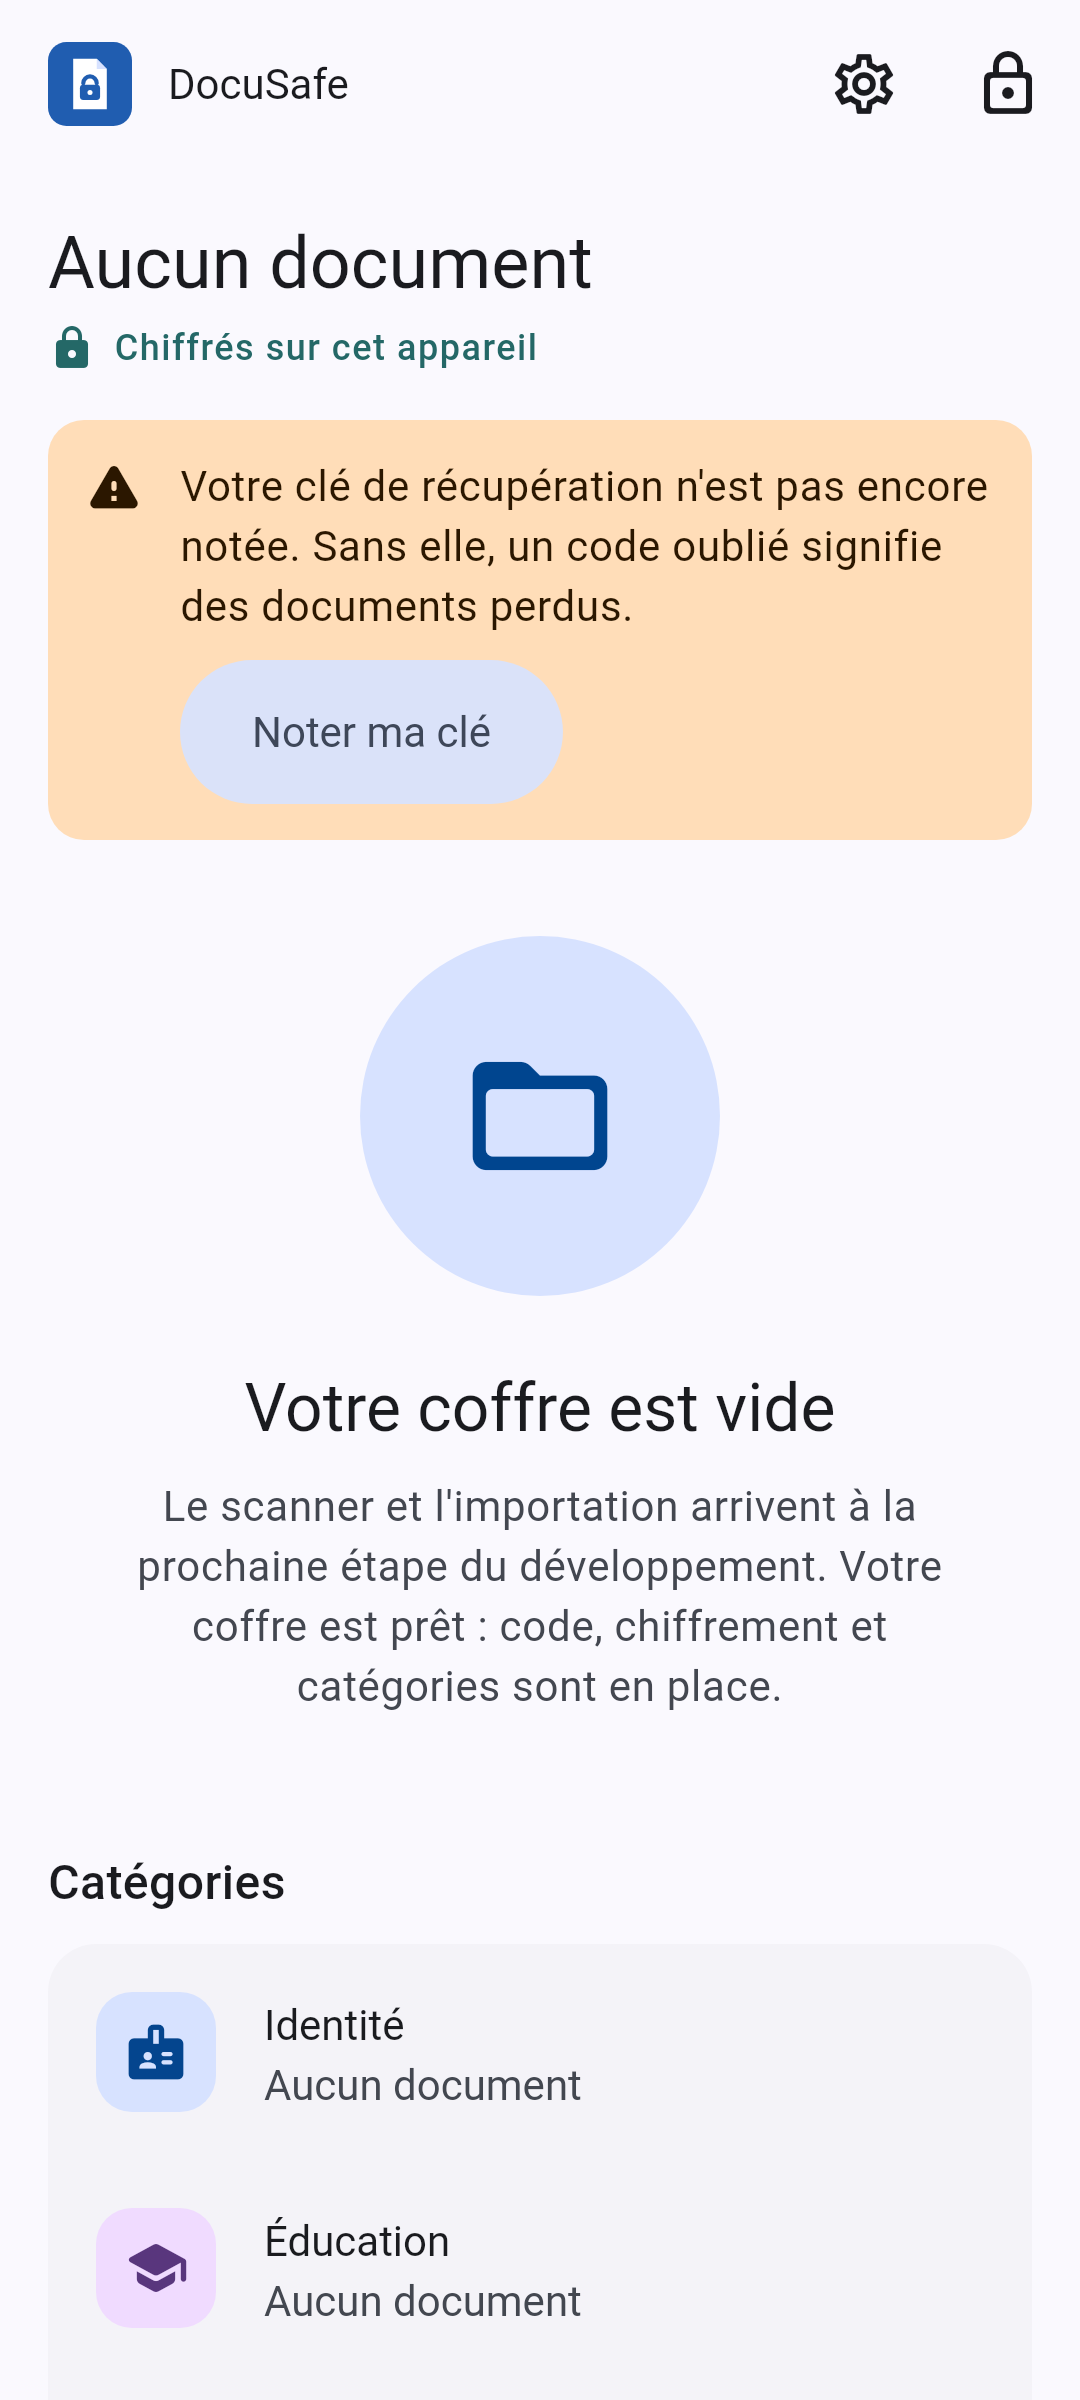 DocuSafe
Aucun document
Chiffrés sur cet appareil
Votre clé de récupération n'est pas encore
notée. Sans elle, un code oublié signifie
des documents perdus.
Noter ma clé
Votre coffre est vide
Le scanner et l'importation arrivent à la
prochaine étape du développement. Votre
coffre est prêt : code, chiffrement et
catégories sont en place.
Catégories
Identité
Aucun document
Éducation
Aucun document